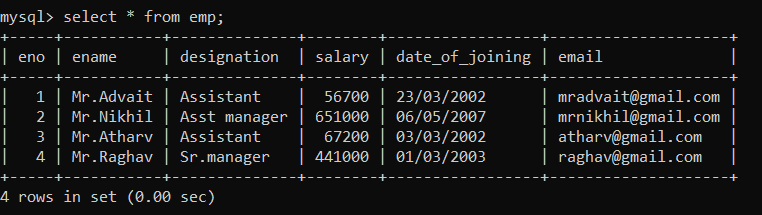 mysql> select * from emp;
+-----+-----------+--------------+--------+-----------------+--------------------+
| eno | ename     | designation  | salary | date_of_joining | email              |
+-----+-----------+--------------+--------+-----------------+--------------------+
|   1 | Mr.Advait | Assistant    |  56700 | 23/03/2002      | mradvait@gmail.com |
|   2 | Mr.Nikhil | Asst manager | 651000 | 06/05/2007      | mrnikhil@gmail.com |
|   3 | Mr.Atharv | Assistant    |  67200 | 03/03/2002      | atharv@gmail.com   |
|   4 | Mr.Raghav | Sr.manager   | 441000 | 01/03/2003      | raghav@gmail.com   |
+-----+-----------+--------------+--------+-----------------+--------------------+
4 rows in set (0.00 sec)